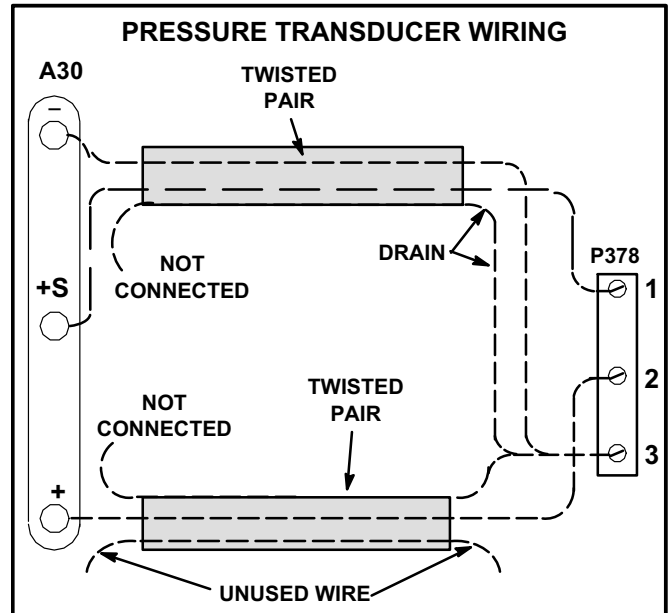 PRESSURE TRANSDUCER WIRING
A30
TWISTED
PAIR
−
NOT
CONNECTED
DRAIN
P378
+S
1
2
NOT
CONNECTED
TWISTED
PAIR
3
+
UNUSED WIRE